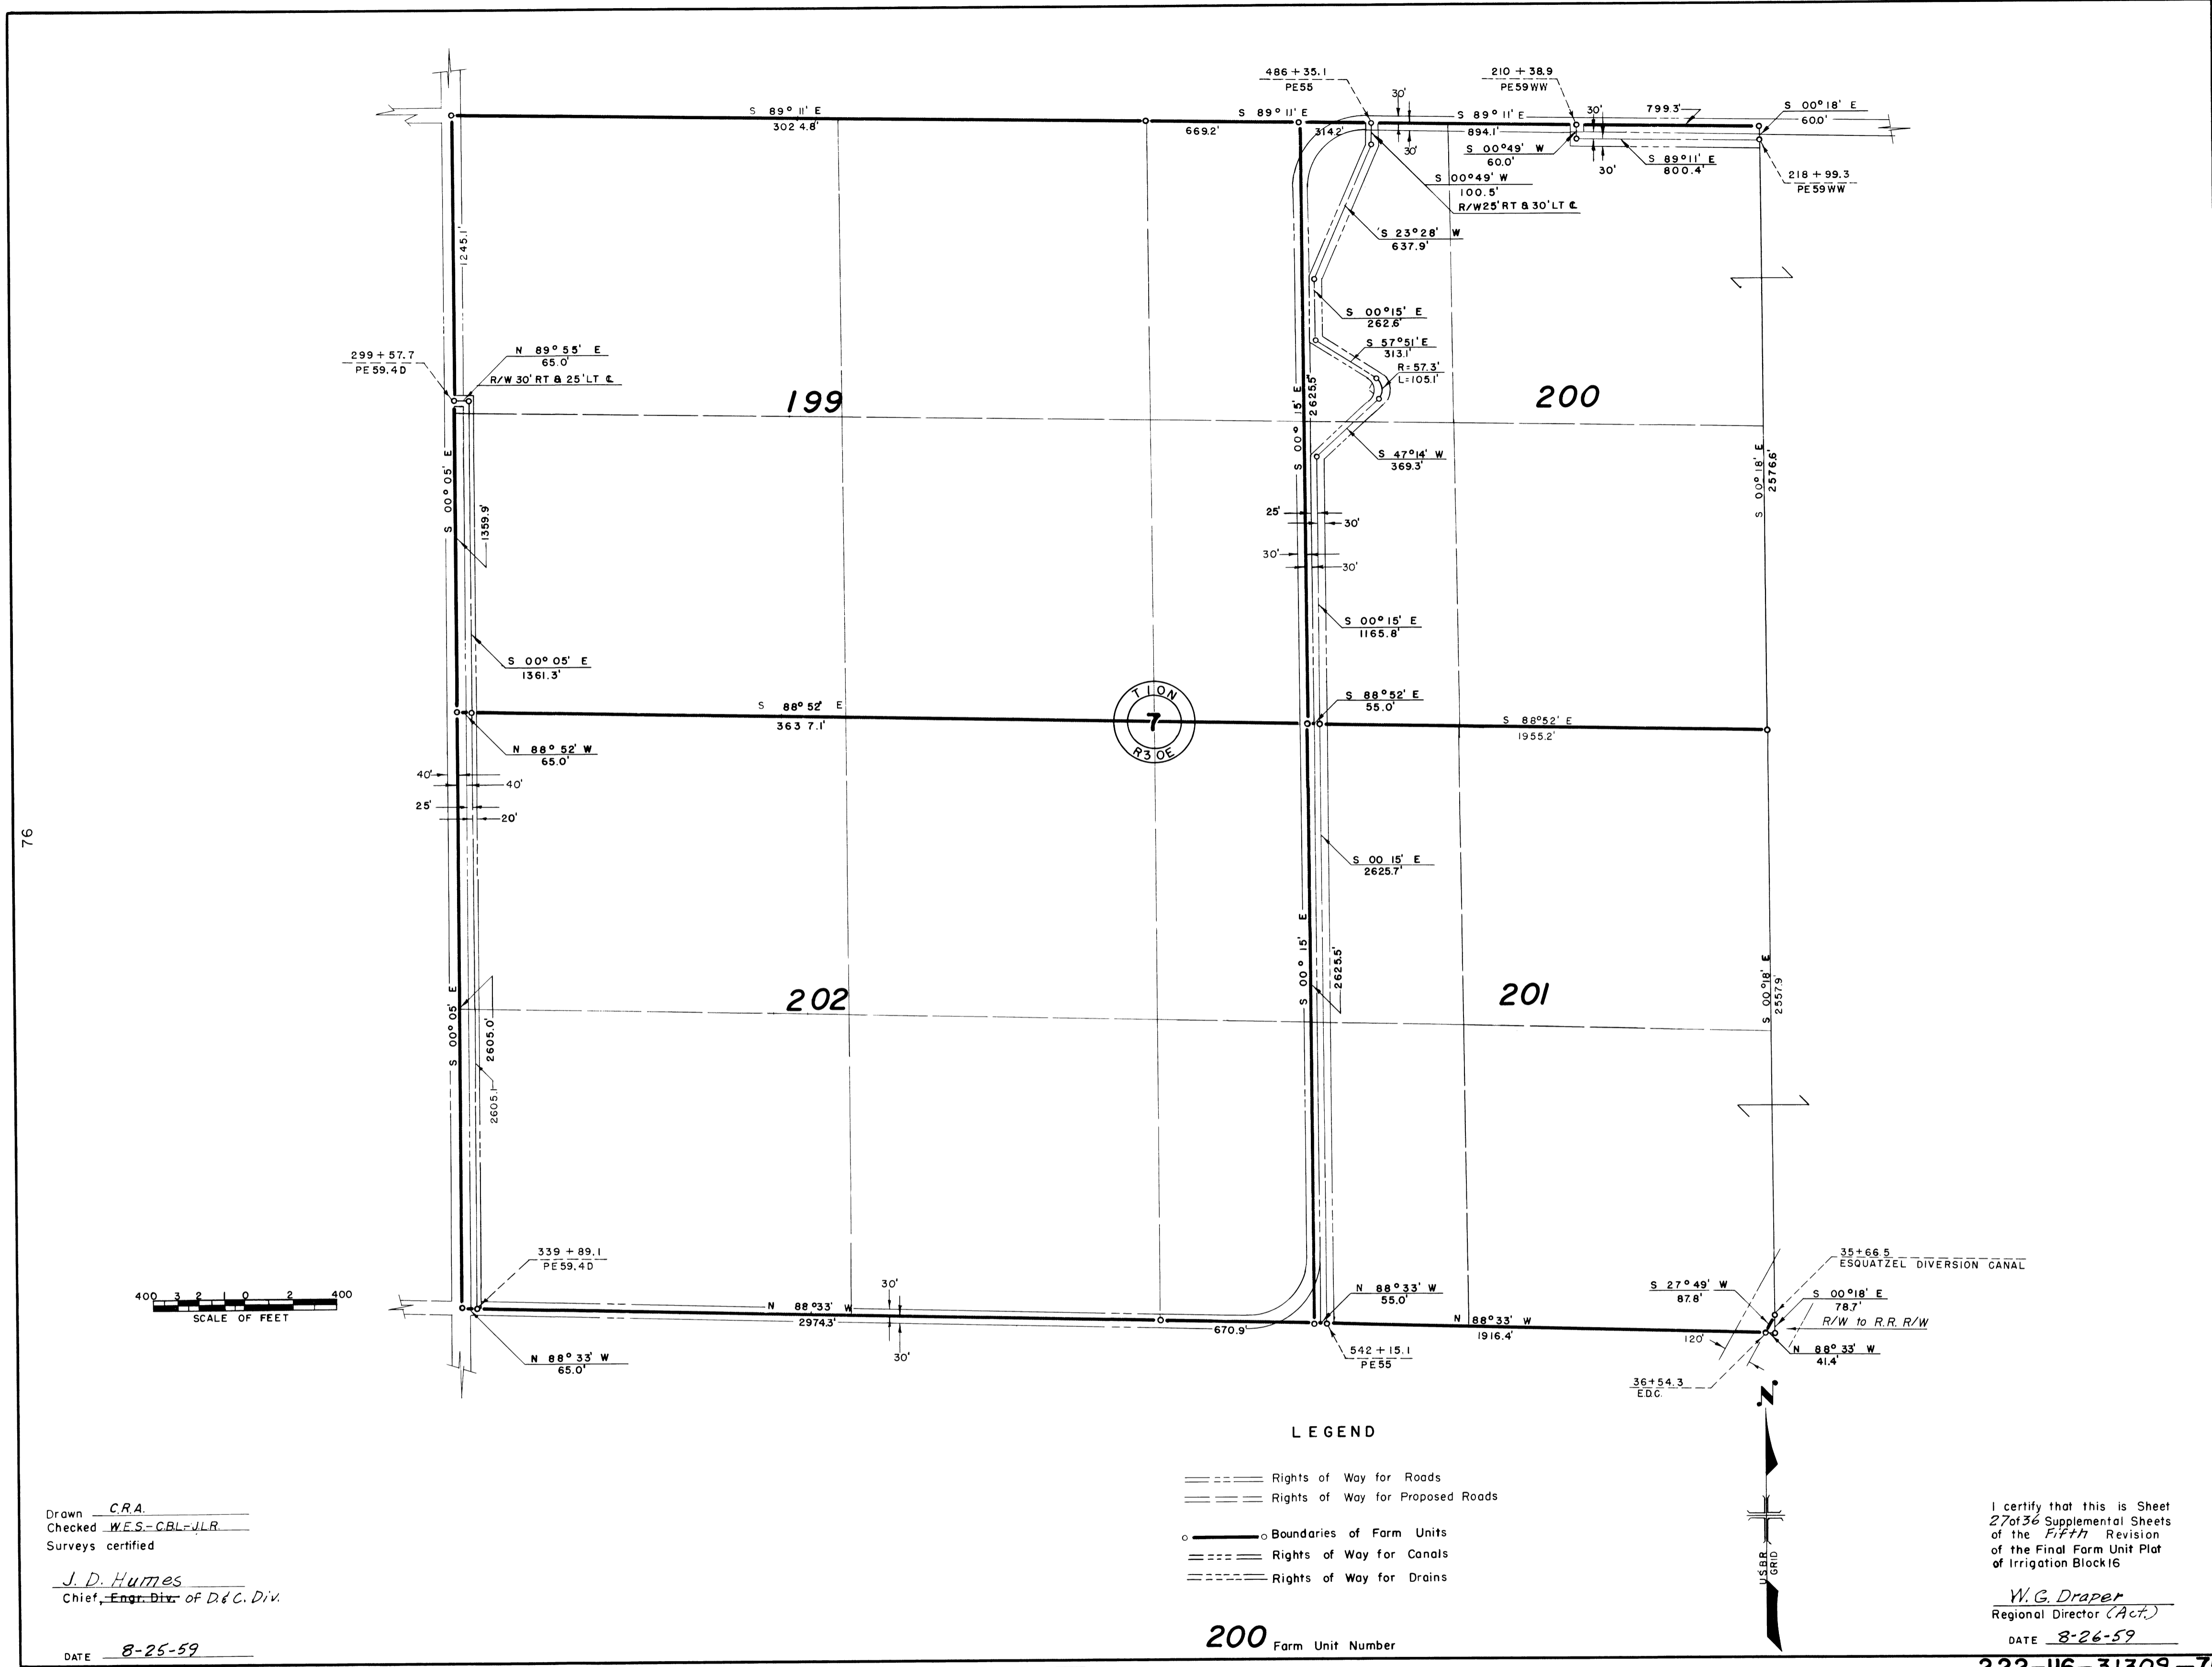 486 + 35.1
PE55
210 + 38.9
PE59WW
S 89° 11' E
3024.8'
669.2'
S 89° 11' E
314.2'
30'
30'
S 89° 11' E
894.1'
30'
799.3'
S 00°18' E
60.0'
S 00°49' W
60.0'
30'
S 89°11' E
800.4'
218 + 99.3
PE59WW
S 00°49' W
100.5'
R/W25'RT & 30'LT ℄
S 23°28' W
637.9'
1245.1'
S 00°15' E
262.6'
S 57°51' E
313.1'
R=57.3'
L=105.1'
299 + 57.7
PE59.4D
N 89° 55' E
65.0'
R/W 30' RT & 25' LT ℄
199
200
S 00° 15' E
2625.5'
S 47°14' W
369.3'
S 00° 05' E
1359.9'
S 00°18' E
2576.6'
25'
30'
30'
30'
S 00°15' E
1165.8'
S 00° 05' E
1361.3'
S 88° 52' E
363 7.1'
T10N
7
R30E
S 88°52' E
55.0'
S 88°52' E
1955.2'
N 88° 52' W
65.0'
40'
40'
25'
20'
76
S 00 15' E
2625.7'
S 00° 15' E
2625.5'
202
201
S 00° 05' E
2605.0'
2605.1
S 00°18' E
2557.9'
339 + 89.1
PE59.4D
30'
N 88°33' W
2974.3'
30'
670.9'
N 88° 33' W
55.0'
N 88°33' W
1916.4'
542 + 15.1
PE55
N 88° 33' W
65.0'
35+66.5
ESQUATZEL DIVERSION CANAL
S 27°49' W
87.8'
S 00°18' E
78.7'
R/W to R.R. R/W
120'
N 88° 33' W
41.4'
36+54.3
E.D.C.
400 3 2 1 0 2 400
SCALE OF FEET
N
USBR
GRID
LEGEND
Rights of Way for Roads
Rights of Way for Proposed Roads
Boundaries of Farm Units
Rights of Way for Canals
Rights of Way for Drains
200 Farm Unit Number
Drawn C.R.A.
Checked W.E.S.-C.B.L.-J.L.R.
Surveys certified
J. D. Humes
Chief, Engr. Div. of D.& C. Div.
DATE 8-25-59
I certify that this is Sheet
27 of 36 Supplemental Sheets
of the Fifth Revision
of the Final Farm Unit Plat
of Irrigation Block 16
W. G. Draper
Regional Director (Act.)
DATE 8-26-59